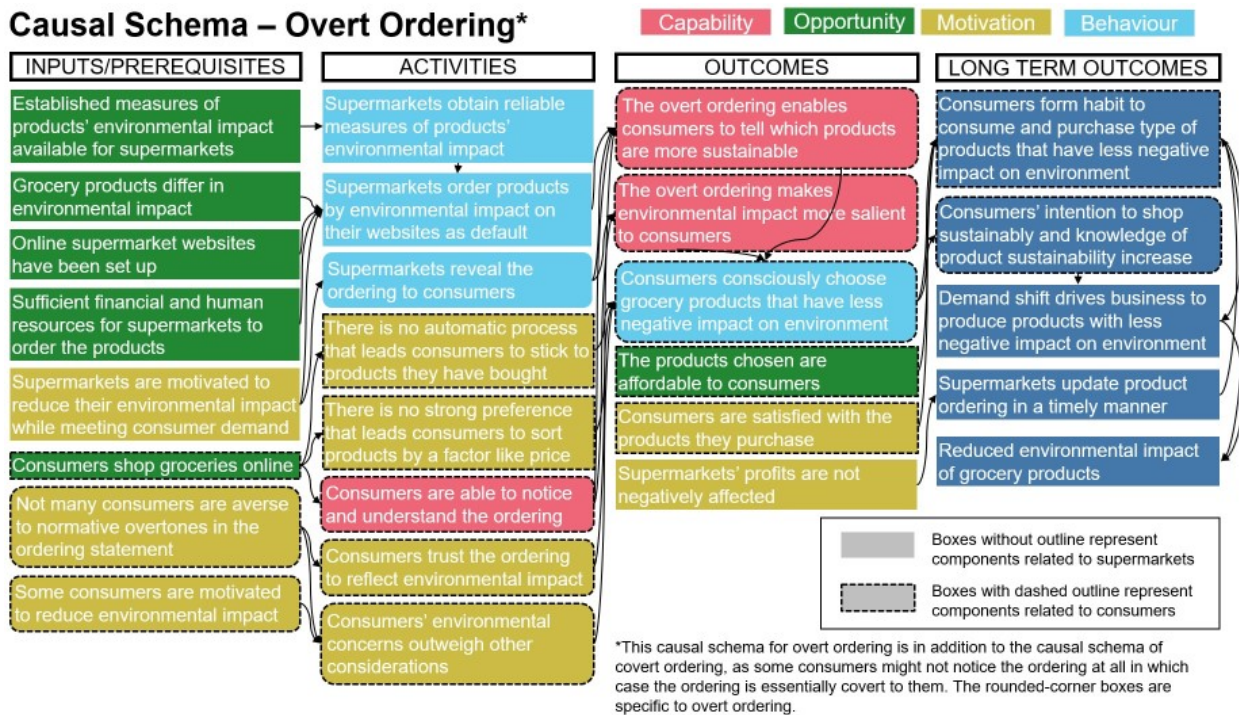 Causal Schema – Overt Ordering*
Capability
Opportunity
Motivation
Behaviour
INPUTS/PREREQUISITES
Established measures of
products' environmental impact
available for supermarkets
Grocery products differ in
environmental impact
Online supermarket websites
have been set up
Sufficient financial and human
resources for supermarkets to
order the products
Supermarkets are motivated to
reduce their environmental impact
while meeting consumer demand
Consumers shop groceries online
Not many consumers are averse
to normative overtones in the
ordering statement
Some consumers are motivated
to reduce environmental impact
ACTIVITIES
Supermarkets obtain reliable
measures of products'
environmental impact
Supermarkets order products
by environmental impact on
their websites as default
Supermarkets reveal the
ordering to consumers
There is no automatic process
that leads consumers to stick to
products they have bought
There is no strong preference
that leads consumers to sort
products by a factor like price
Consumers are able to notice
and understand the ordering
Consumers trust the ordering
to reflect environmental impact
Consumers' environmental
concerns outweigh other
considerations
OUTCOMES
The overt ordering enables
consumers to tell which products
are more sustainable
The overt ordering makes
environmental impact more salient
to consumers
Consumers consciously choose
grocery products that have less
negative impact on environment
The products chosen are
affordable to consumers
Consumers are satisfied with the
products they purchase
Supermarkets' profits are not
negatively affected
LONG TERM OUTCOMES
Consumers form habit to
consume and purchase type of
products that have less negative
impact on environment
Consumers' intention to shop
sustainably and knowledge of
product sustainability increase
Demand shift drives business to
produce products with less
negative impact on environment
Supermarkets update product
ordering in a timely manner
Reduced environmental impact
of grocery products
Boxes without outline represent
components related to supermarkets
Boxes with dashed outline represent
components related to consumers
*This causal schema for overt ordering is in addition to the causal schema of
covert ordering, as some consumers might not notice the ordering at all in which
case the ordering is essentially covert to them. The rounded-corner boxes are
specific to overt ordering.